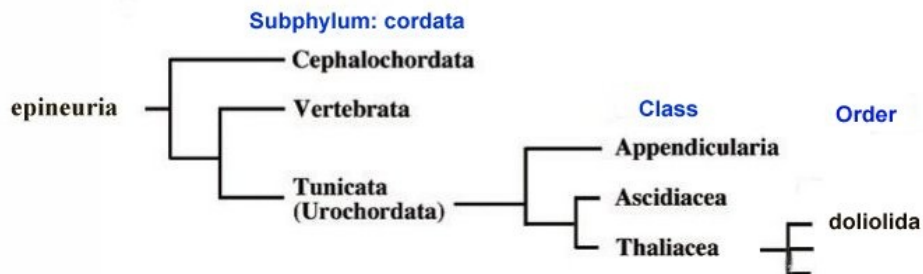 Subphylum: cordata
Cephalochordata
epineuria
Vertebrata
Class
Order
Appendicularia
Tunicata
(Urochordata)
Ascidiacea
doliolida
Thaliacea